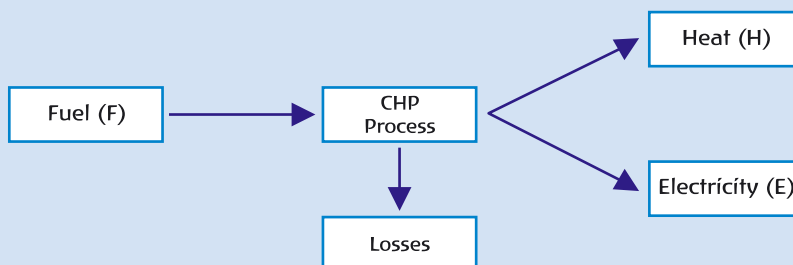 Heat (H)
Fuel (F)
CHP
Process
Electricity (E)
Losses